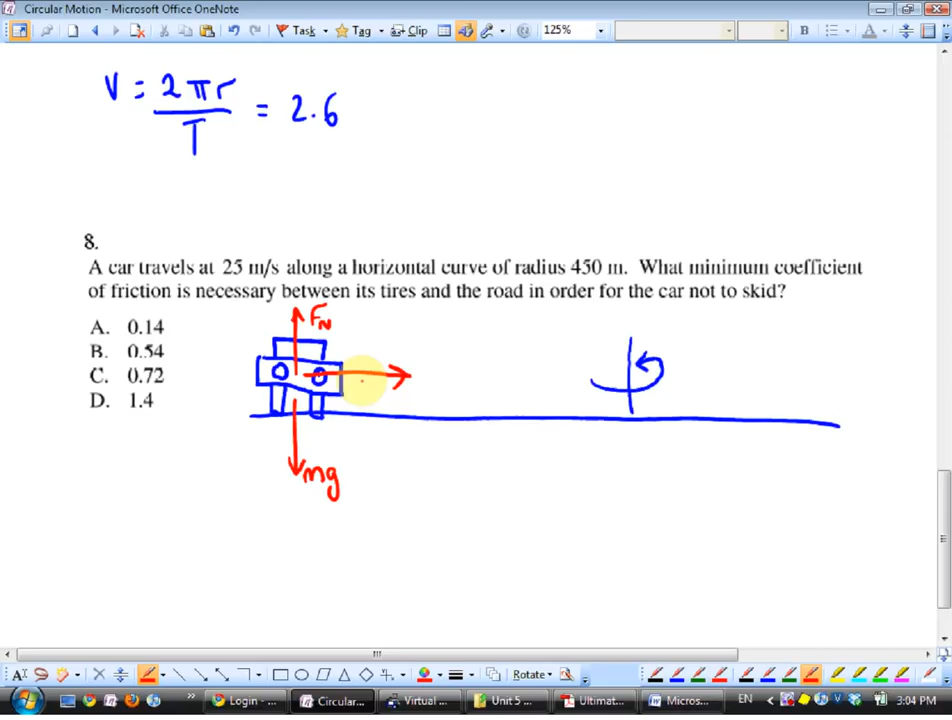 Circular Motion - Microsoft Office OneNote
Task
Tag
Clip
125%
B
A
V = 2πr
T
= 2.6
8.
A car travels at 25 m/s along a horizontal curve of radius 450 m. What minimum coefficient
of friction is necessary between its tires and the road in order for the car not to skid?
A. 0.14
B. 0.54
C. 0.72
D. 1.4
FN
mg
Rotate
Login - ...
Circular...
Virtual ...
Unit 5 ...
Ultimat...
Micros...
EN
3:04 PM